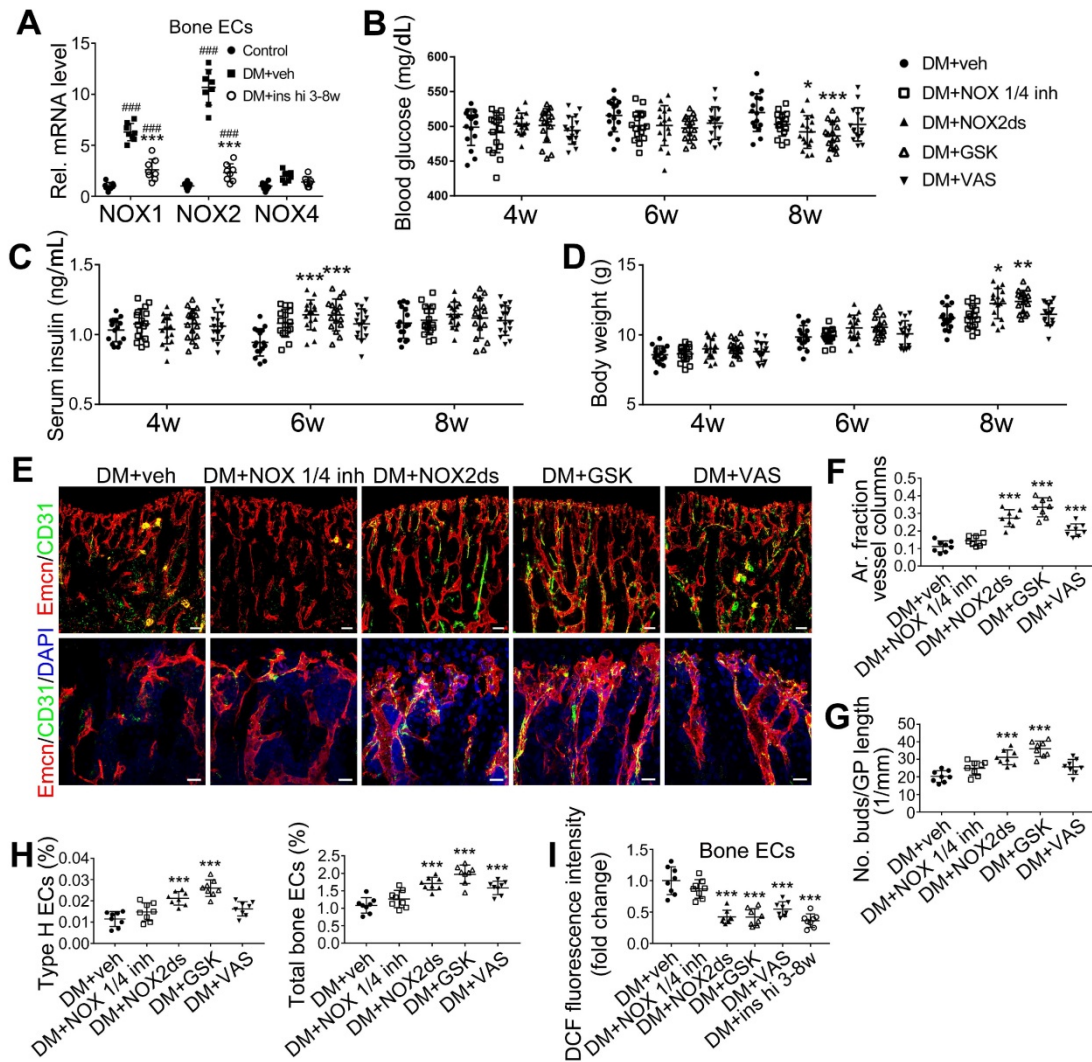 A
Bone ECs
Rel. mRNA level
15
10
5
0
###
***
###
###
***
###
NOX1 NOX2 NOX4
Control
DM+veh
DM+ins hi 3-8w
B
Blood glucose (mg/dL)
600
550
500
450
400
*
***
4w 6w 8w
DM+veh
DM+NOX 1/4 inh
DM+NOX2ds
DM+GSK
DM+VAS
C
Serum insulin (ng/mL)
1.5
1.0
0.5
*** ***
4w 6w 8w
D
Body weight (g)
15
10
5
* **
4w 6w 8w
E
DM+veh DM+NOX 1/4 inh DM+NOX2ds DM+GSK DM+VAS
Emcn/CD31
Emcn/CD31/DAPI
F
Ar. fraction
vessel columns
0.5
0.4
0.3
0.2
0.1
0.0
*** *** ***
DM+veh
DM+NOX 1/4 inh
DM+NOX2ds
DM+GSK
DM+VAS
G
No. buds/GP length
(1/mm)
50
40
30
20
10
0
*** ***
DM+veh
DM+NOX 1/4 inh
DM+NOX2ds
DM+GSK
DM+VAS
H
Type H ECs (%)
0.04
0.03
0.02
0.01
0.00
*** ***
DM+veh
DM+NOX 1/4 inh
DM+NOX2ds
DM+GSK
DM+VAS
Total bone ECs (%)
2.5
2.0
1.5
1.0
0.5
0.0
*** *** ***
DM+veh
DM+NOX 1/4 inh
DM+NOX2ds
DM+GSK
DM+VAS
I
Bone ECs
DCF fluorescence intensity
(fold change)
1.5
1.0
0.5
0.0
*** *** *** ***
DM+veh
DM+NOX 1/4 inh
DM+NOX2ds
DM+GSK
DM+VAS
DM+ins hi 3-8w